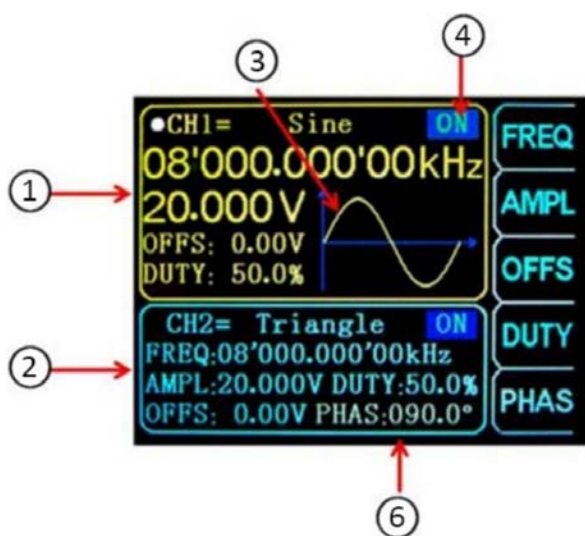 ④
③
●CH1= Sine ON
FREQ
08'000.000'00kHz
①
20.000V
AMPL
OFFS: 0.00V
OFFS
DUTY: 50.0%
CH2= Triangle ON
DUTY
FREQ:08'000.000'00kHz
②
AMPL:20.000V DUTY:50.0%
PHAS
OFFS: 0.00V PHAS:090.0°
⑥